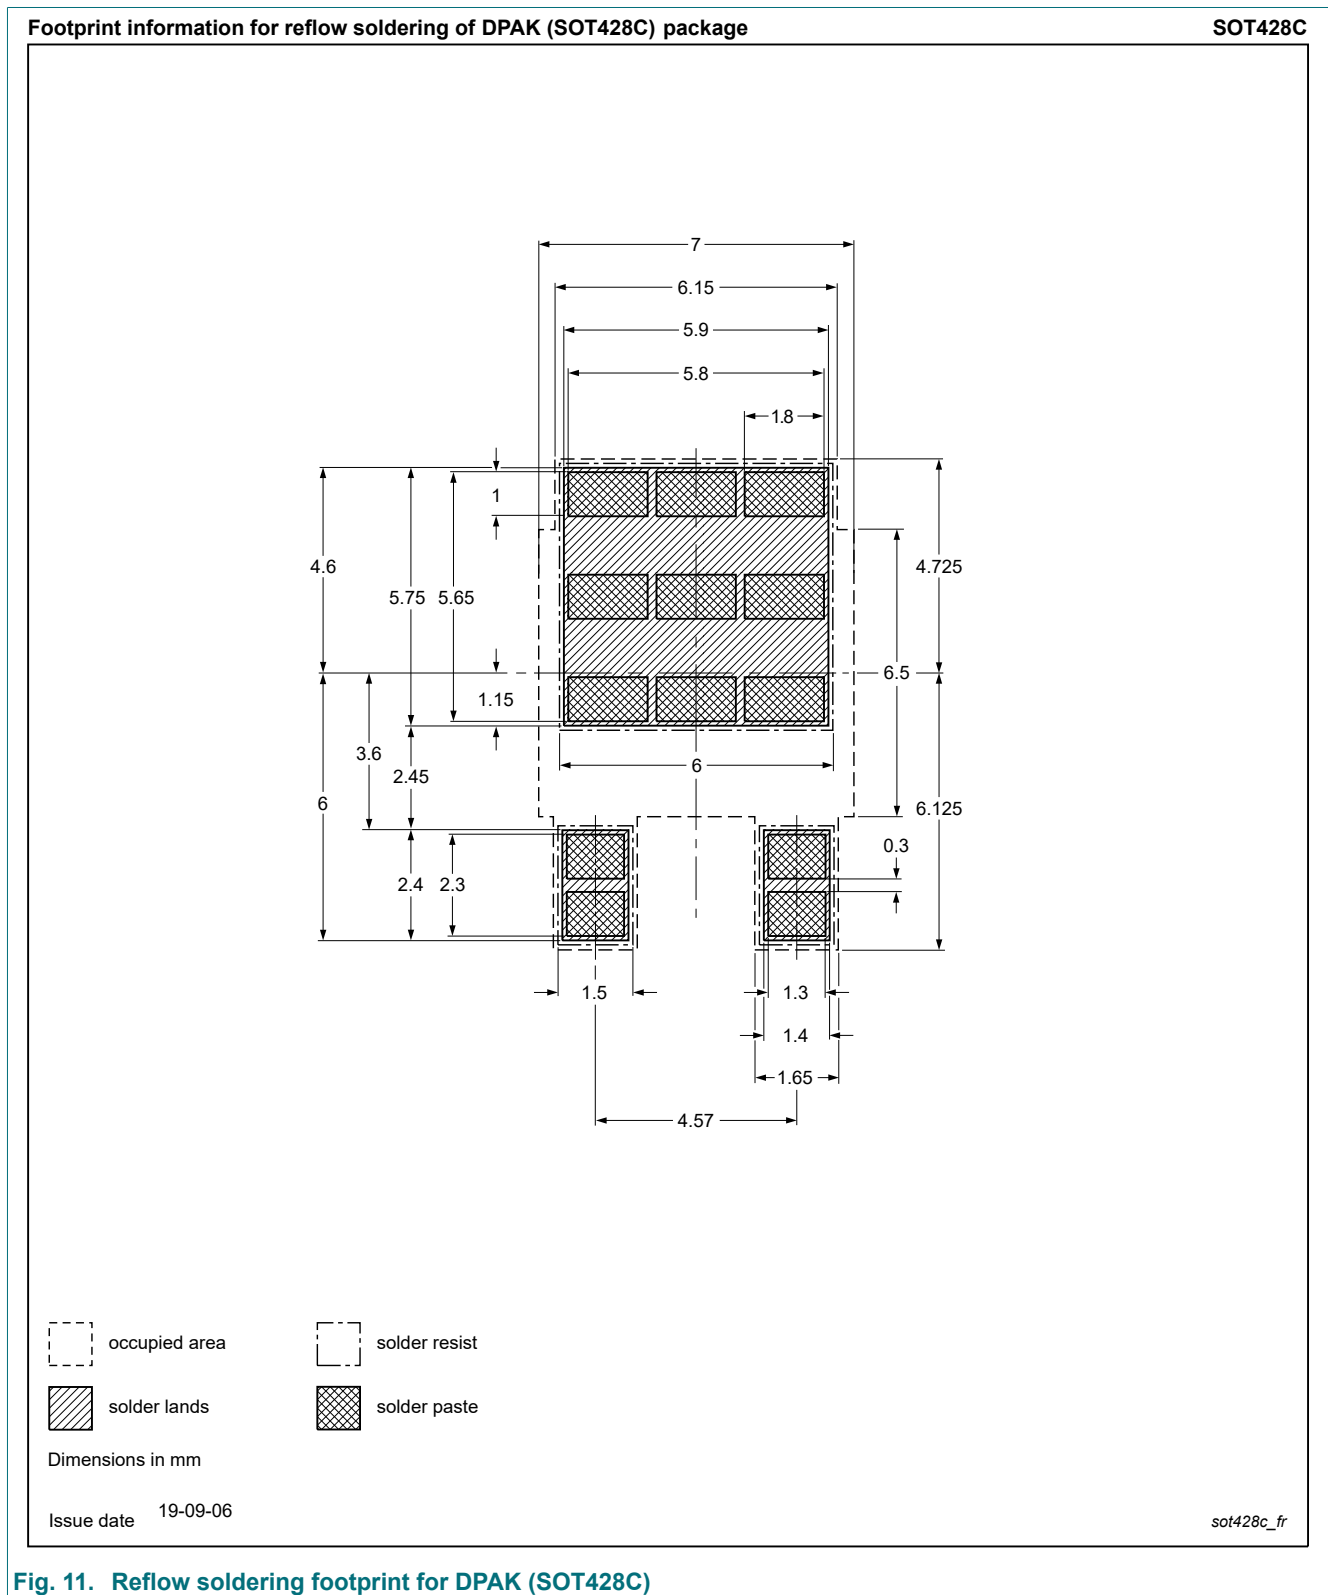 Footprint information for reflow soldering of DPAK (SOT428C) package SOT428C
7
6.15
5.9
5.8
1.8
1
4.6
5.75
5.65
4.725
6.5
1.15
3.6
2.45
6
6
6.125
0.3
2.4
2.3
1.5
1.3
1.4
1.65
4.57
occupied area
solder resist
solder lands
solder paste
Dimensions in mm
Issue date 19-09-06
sot428c_fr
Fig. 11. Reflow soldering footprint for DPAK (SOT428C)